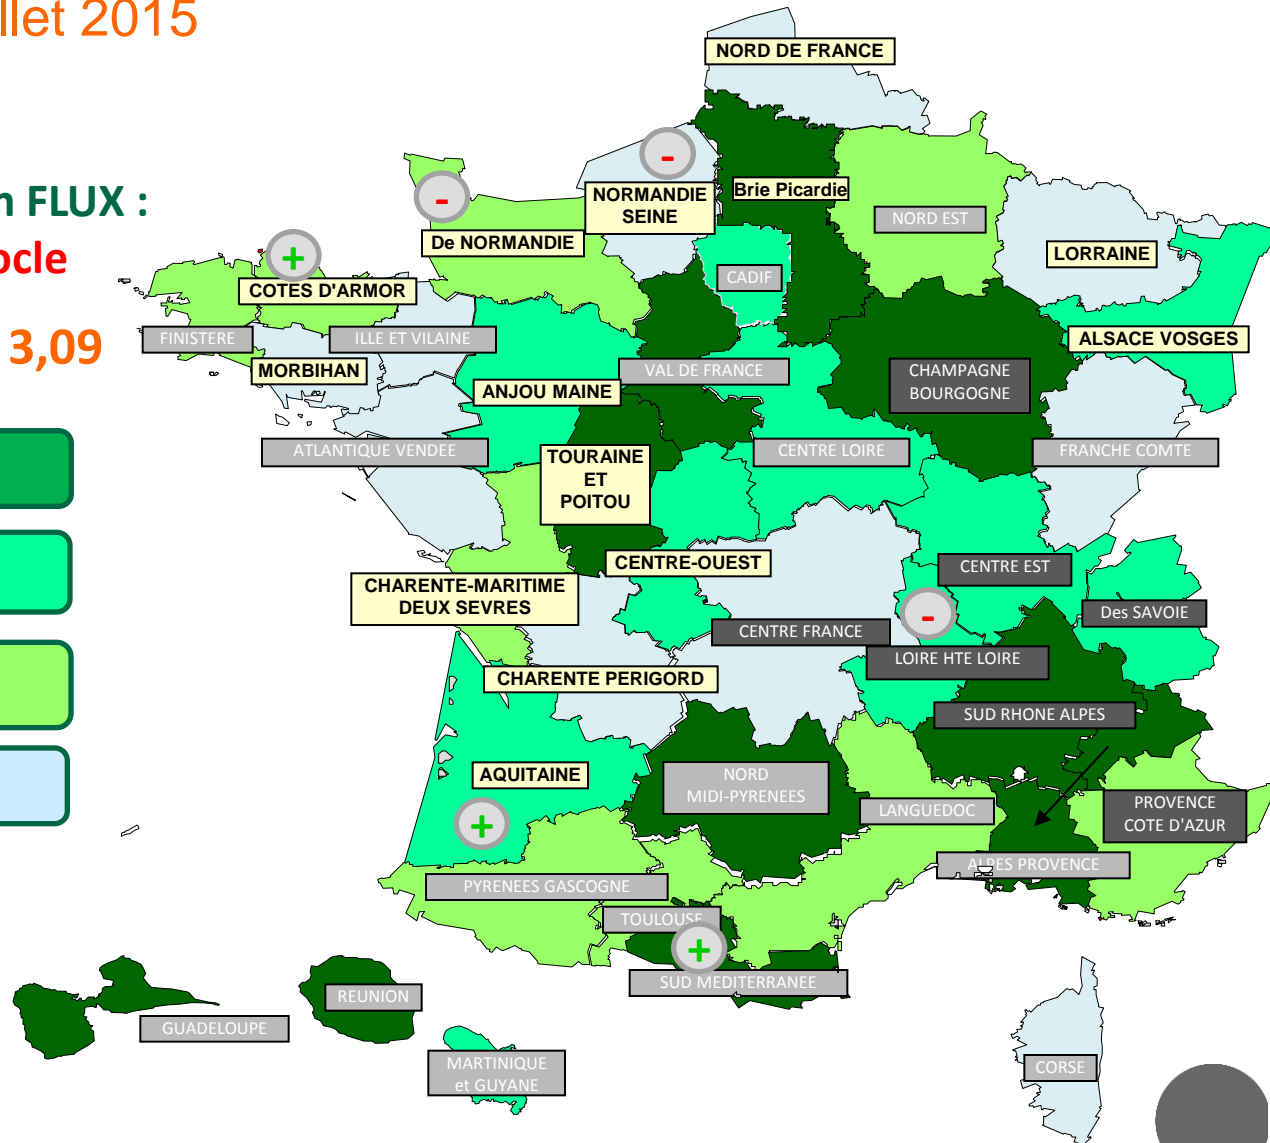 llet 2015
n FLUX :
ocle
3,09
NORD DE FRANCE
-
NORMANDIE
SEINE
Brie Picardie
NORD EST
-
De NORMANDIE
LORRAINE
+
COTES D'ARMOR
CADIF
FINISTERE
ILLE ET VILAINE
ALSACE VOSGES
MORBIHAN
VAL DE FRANCE
CHAMPAGNE
BOURGOGNE
ANJOU MAINE
ATLANTIQUE VENDEE
TOURAINE
ET
POITOU
CENTRE LOIRE
FRANCHE COMTE
CENTRE-OUEST
CENTRE EST
CHARENTE-MARITIME
DEUX SEVRES
-
Des SAVOIE
CENTRE FRANCE
LOIRE HTE LOIRE
CHARENTE PERIGORD
SUD RHONE ALPES
AQUITAINE
NORD
MIDI-PYRENEES
LANGUEDOC
PROVENCE
COTE D'AZUR
+
ALPES PROVENCE
PYRENEES GASCOGNE
TOULOUSE
+
SUD MEDITERRANEE
REUNION
GUADELOUPE
MARTINIQUE
et GUYANE
CORSE